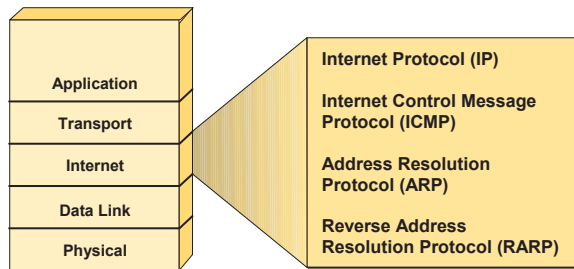 Application
Transport
Internet
Data Link
Physical
Internet Protocol (IP)
Internet Control Message
Protocol (ICMP)
Address Resolution
Protocol (ARP)
Reverse Address
Resolution Protocol (RARP)